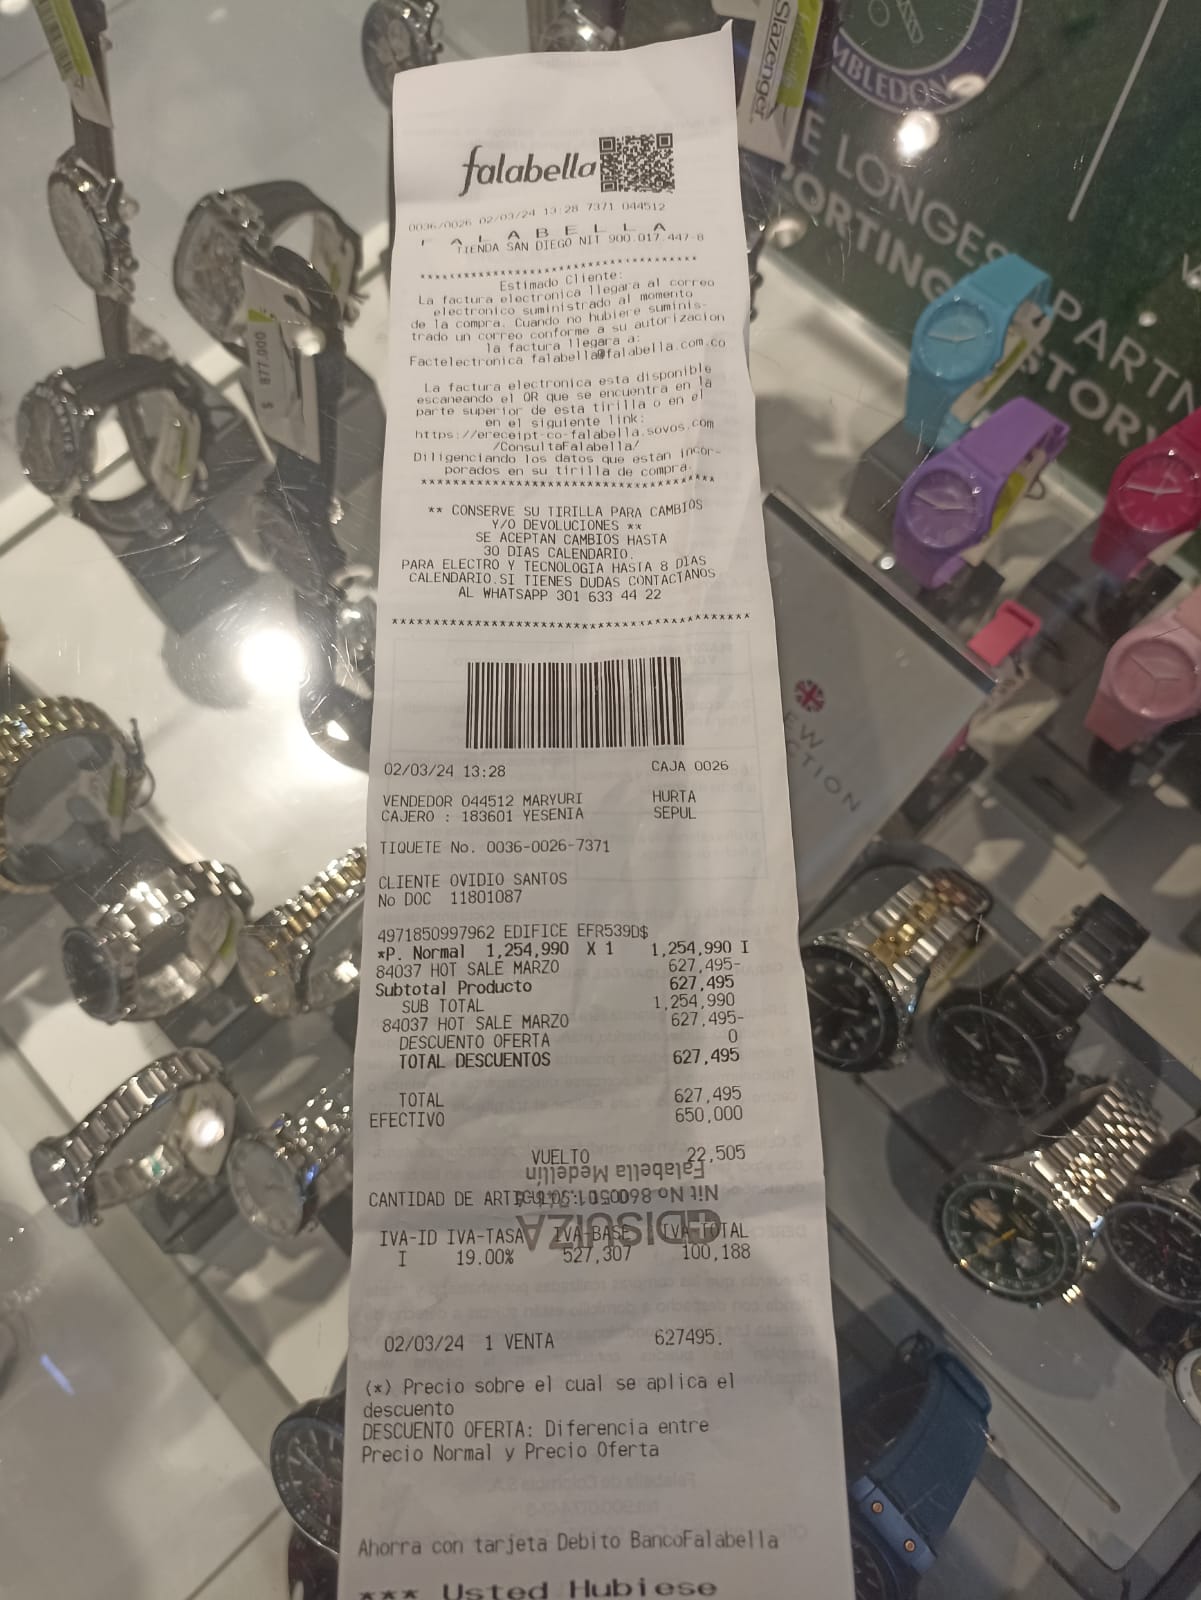 falabella
0036/0026 02/03/24 13:28 7371 044512
F A L A B E L L A
TIENDA SAN DIEGO NIT 900.017.447-8
****************************************
Estimado Cliente:
La factura electronica llegara al correo
electronico suministrado al momento
de la compra. Cuando no hubiere suminis-
trado un correo conforme a su autorizacion
la factura llegara a:
Factelectronica falabella@falabella.com.co
La factura electronica esta disponible
escaneando el QR que se encuentra en la
parte superior de esta tirilla o en el
en el siguiente link:
https://ereceipt-co-falabella.sovos.com
/ConsultaFalabella/
Diligenciando los datos que estan incor-
porados en su tirilla de compra.
****************************************
** CONSERVE SU TIRILLA PARA CAMBIOS
Y/O DEVOLUCIONES **
SE ACEPTAN CAMBIOS HASTA
30 DIAS CALENDARIO.
PARA ELECTRO Y TECNOLOGIA HASTA 8 DIAS
CALENDARIO.SI TIENES DUDAS CONTACTANOS
AL WHATSAPP 301 633 44 22
****************************************
02/03/24 13:28 CAJA 0026
VENDEDOR 044512 MARYURI HURTA
CAJERO : 183601 YESENIA SEPUL
TIQUETE No. 0036-0026-7371
CLIENTE OVIDIO SANTOS
No DOC 11801087
4971850997962 EDIFICE EFR539D$
*P. Normal 1,254,990 X 1 1,254,990 I
84037 HOT SALE MARZO 627,495-
Subtotal Producto 627,495
SUB TOTAL 1,254,990
84037 HOT SALE MARZO 627,495-
DESCUENTO OFERTA 0
TOTAL DESCUENTOS 627,495
TOTAL 627,495
EFECTIVO 650,000
VUELTO 22,505
Falabella Medellín
CANTIDAD DE ARTICULOS:
Nit No
DISUIZA
IVA-ID IVA-TASA IVA-BASE IVA-TOTAL
I 19.00% 527,307 100,188
02/03/24 1 VENTA 627495.
(*) Precio sobre el cual se aplica el
descuento
DESCUENTO OFERTA: Diferencia entre
Precio Normal y Precio Oferta
Ahorra con tarjeta Debito BancoFalabella
*** Usted Hubiese
Slazenger
MBLEDON
E LONGES
PORTING
PARTN
STORY
$ 877.000
EW
CTION